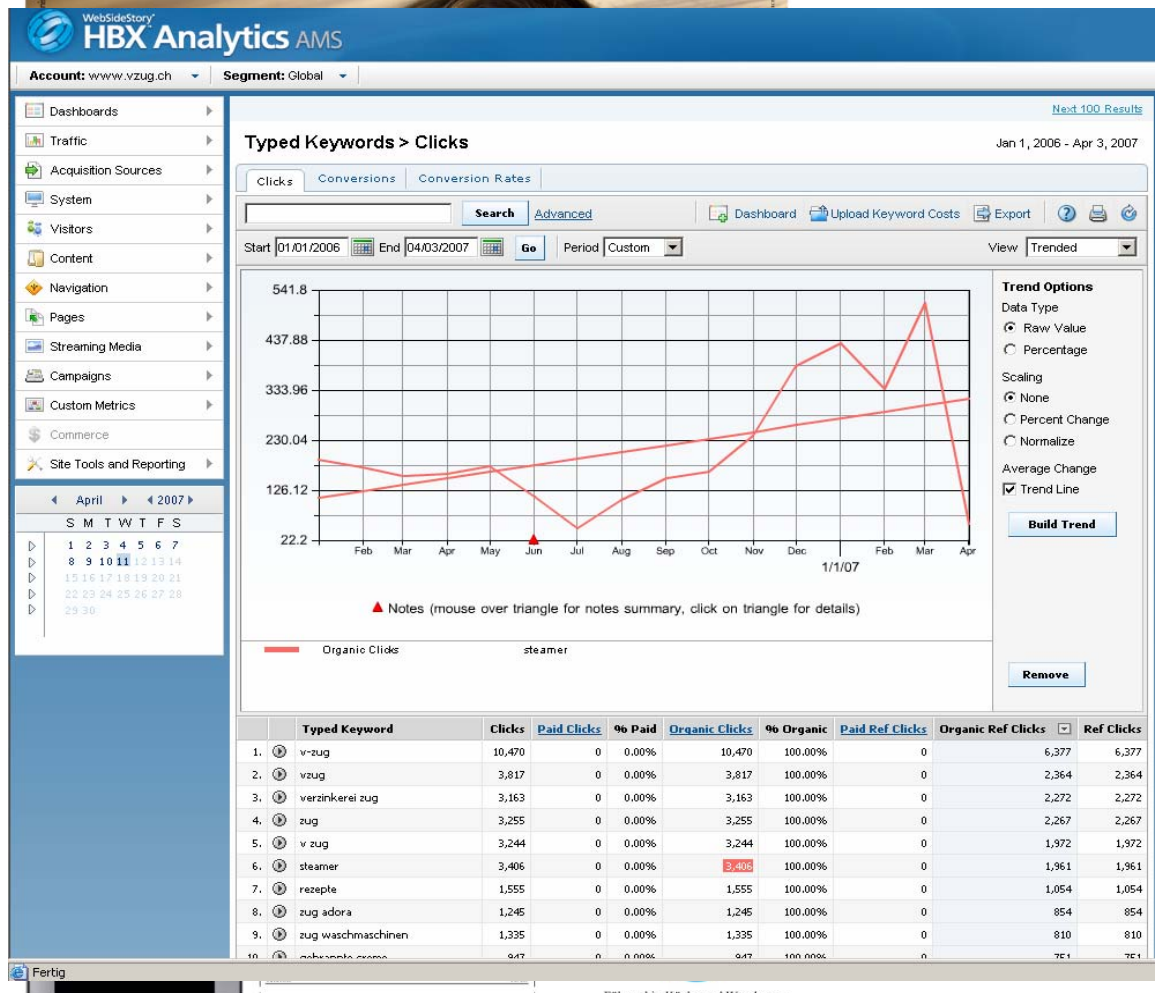 WebSideStory
HBX Analytics AMS
Account: www.vzug.ch Segment: Global
Dashboards
Traffic
Acquisition Sources
System
Visitors
Content
Navigation
Pages
Streaming Media
Campaigns
Custom Metrics
Commerce
Site Tools and Reporting
April 2007
S M T W T F S
1 2 3 4 5 6 7
8 9 10 11 12 13 14
15 16 17 18 19 20 21
22 23 24 25 26 27 28
29 30
Next 100 Results
Typed Keywords > Clicks
Jan 1, 2006 - Apr 3, 2007
Clicks Conversions Conversion Rates
Search Advanced Dashboard Upload Keyword Costs Export
Start 01/01/2006 End 04/03/2007 Go Period Custom View Trended
541.8
437.88
333.96
230.04
126.12
22.2
Feb Mar Apr May Jun Jul Aug Sep Oct Nov Dec Feb Mar Apr
1/1/07
Notes (mouse over triangle for notes summary, click on triangle for details)
Organic Clicks steamer
Trend Options
Data Type
Raw Value
Percentage
Scaling
None
Percent Change
Normalize
Average Change
Trend Line
Build Trend
Remove
Typed Keyword Clicks Paid Clicks % Paid Organic Clicks % Organic Paid Ref Clicks Organic Ref Clicks Ref Clicks
1. v-zug 10,470 0 0.00% 10,470 100.00% 0 6,377 6,377
2. vzug 3,817 0 0.00% 3,817 100.00% 0 2,364 2,364
3. verzinkerei zug 3,163 0 0.00% 3,163 100.00% 0 2,272 2,272
4. zug 3,255 0 0.00% 3,255 100.00% 0 2,267 2,267
5. v zug 3,244 0 0.00% 3,244 100.00% 0 1,972 1,972
6. steamer 3,406 0 0.00% 3,406 100.00% 0 1,961 1,961
7. rezepte 1,555 0 0.00% 1,555 100.00% 0 1,054 1,054
8. zug adora 1,245 0 0.00% 1,245 100.00% 0 854 854
9. zug waschmaschinen 1,335 0 0.00% 1,335 100.00% 0 810 810
10. gebrannte creme 947 0 0.00% 947 100.00% 0 751 751
Fertig